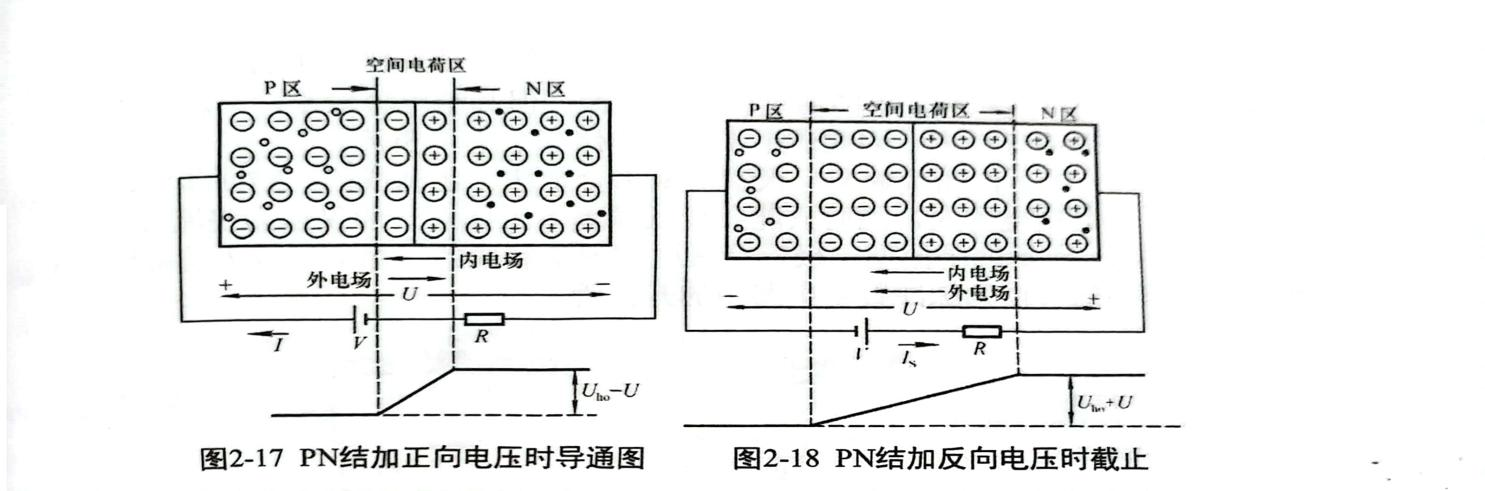 空间电荷区
P区
N区
内电场
外电场
+
U
−
I
V
R
Uho−U
图2-17 PN结加正向电压时导通图
P区
空间电荷区
N区
内电场
外电场
−
U
+
V
Is
R
Uho+U
图2-18 PN结加反向电压时截止